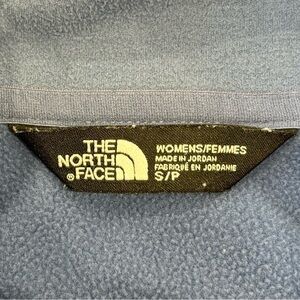 THE
NORTH
FACE
®
WOMENS/FEMMES
MADE IN JORDAN
FABRIQUÉ EN JORDANIE
S/P